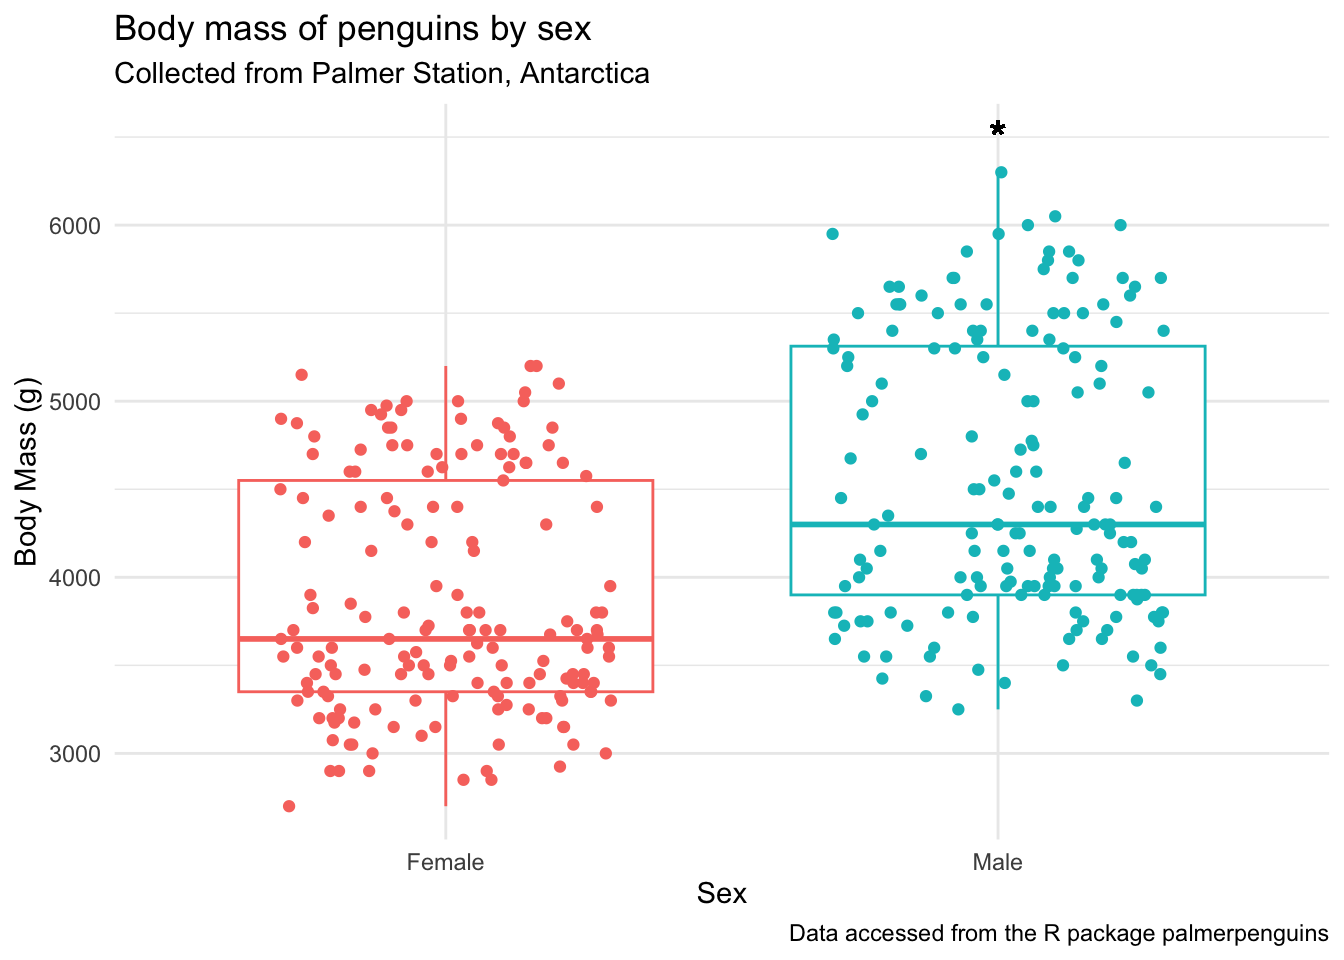 Body mass of penguins by sex
Collected from Palmer Station, Antarctica
*
6000
5000
4000
3000
Body Mass (g)
Female Male
Sex
Data accessed from the R package palmerpenguins